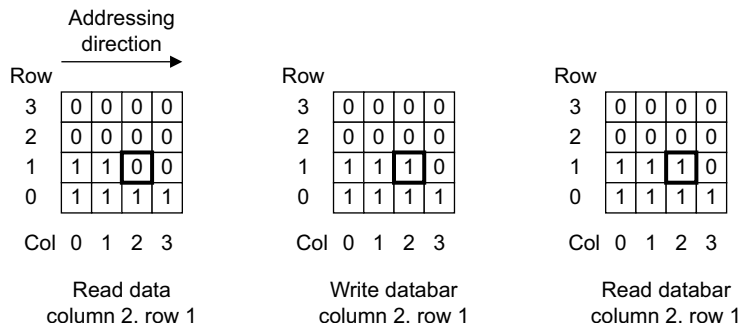 Addressing
direction
Row Row Row
3 0 0 0 0 3 0 0 0 0 3 0 0 0 0
2 0 0 0 0 2 0 0 0 0 2 0 0 0 0
1 1 1 0 0 1 1 1 1 0 1 1 1 1 0
0 1 1 1 1 0 1 1 1 1 0 1 1 1 1
Col 0 1 2 3 Col 0 1 2 3 Col 0 1 2 3
Read data Write databar Read databar
column 2, row 1 column 2, row 1 column 2, row 1